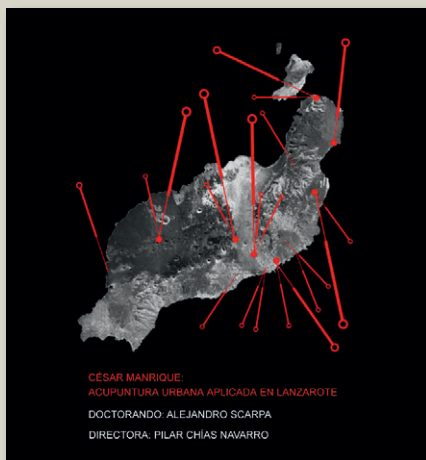 CÉSAR MANRIQUE:
ACUPUNTURA URBANA APLICADA EN LANZAROTE
DOCTORANDO: ALEJANDRO SCARPA
DIRECTORA: PILAR CHÍAS NAVARRO